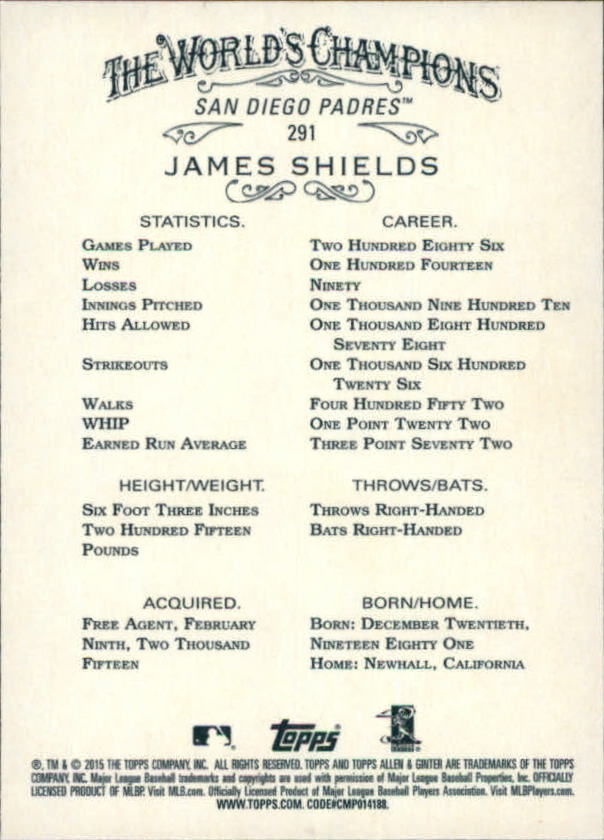 THE WORLD'S CHAMPIONS
SAN DIEGO PADRES™
291
JAMES SHIELDS
STATISTICS. CAREER.
GAMES PLAYED TWO HUNDRED EIGHTY SIX
WINS ONE HUNDRED FOURTEEN
LOSSES NINETY
INNINGS PITCHED ONE THOUSAND NINE HUNDRED TEN
HITS ALLOWED ONE THOUSAND EIGHT HUNDRED
SEVENTY EIGHT
STRIKEOUTS ONE THOUSAND SIX HUNDRED
TWENTY SIX
WALKS FOUR HUNDRED FIFTY TWO
WHIP ONE POINT TWENTY TWO
EARNED RUN AVERAGE THREE POINT SEVENTY TWO
HEIGHT/WEIGHT. THROWS/BATS.
SIX FOOT THREE INCHES THROWS RIGHT-HANDED
TWO HUNDRED FIFTEEN BATS RIGHT-HANDED
POUNDS
ACQUIRED. BORN/HOME.
FREE AGENT, FEBRUARY BORN: DECEMBER TWENTIETH,
NINTH, TWO THOUSAND NINETEEN EIGHTY ONE
FIFTEEN HOME: NEWHALL, CALIFORNIA
Topps®
®, TM & © 2015 THE TOPPS COMPANY, INC. ALL RIGHTS RESERVED. TOPPS AND TOPPS ALLEN & GINTER ARE TRADEMARKS OF THE TOPPS
COMPANY, INC. Major League Baseball trademarks and copyrights are used with permission of Major League Baseball Properties, Inc. OFFICIALLY
LICENSED PRODUCT OF MLBP. Visit MLB.com. Officially Licensed Product of Major League Baseball Players Association. Visit MLBPlayers.com.
WWW.TOPPS.COM. CODE#CMP014188.